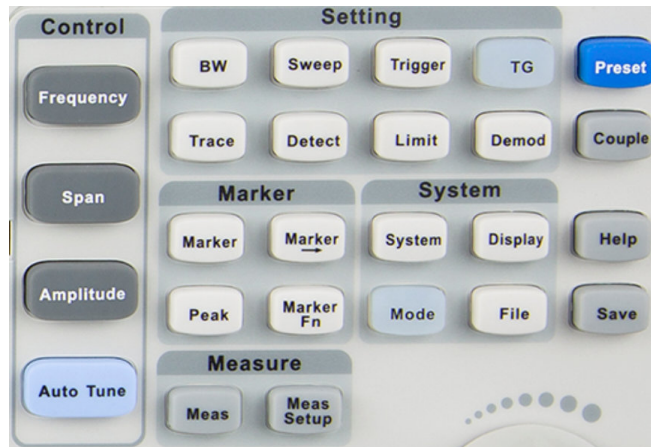 Control
Frequency
Span
Amplitude
Auto Tune
Setting
BW
Sweep
Trigger
TG
Trace
Detect
Limit
Demod
Marker
Marker
Marker
→
Peak
Marker
Fn
System
System
Display
Mode
File
Measure
Meas
Meas
Setup
Preset
Couple
Help
Save